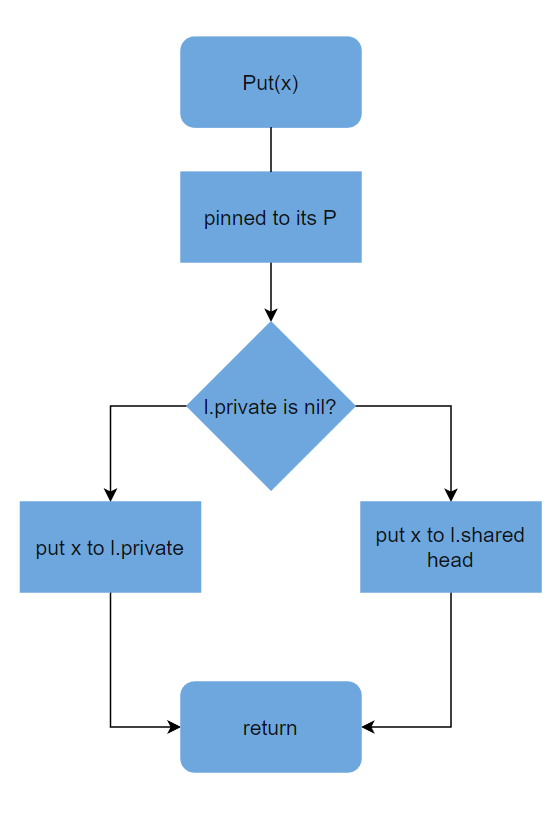 Put(x)
pinned to its P
l.private is nil?
put x to l.private
put x to l.shared
head
return